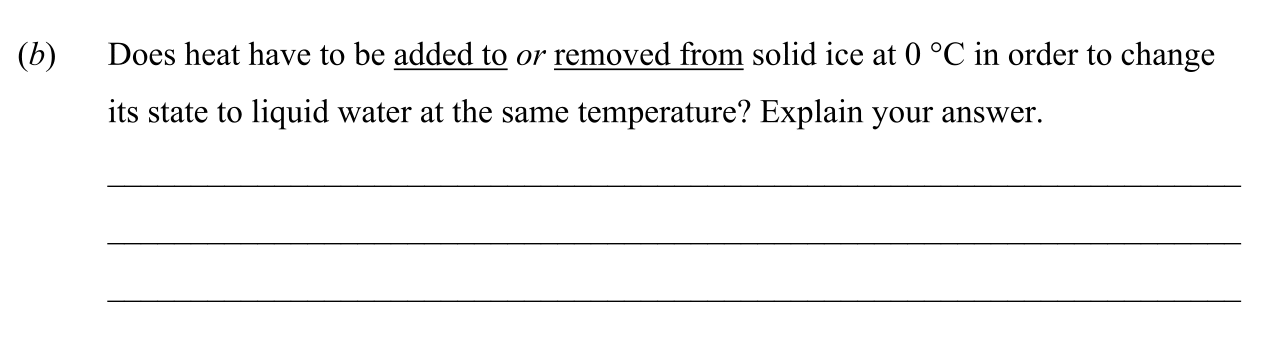 (b) Does heat have to be added to or removed from solid ice at 0 °C in order to change
its state to liquid water at the same temperature? Explain your answer.